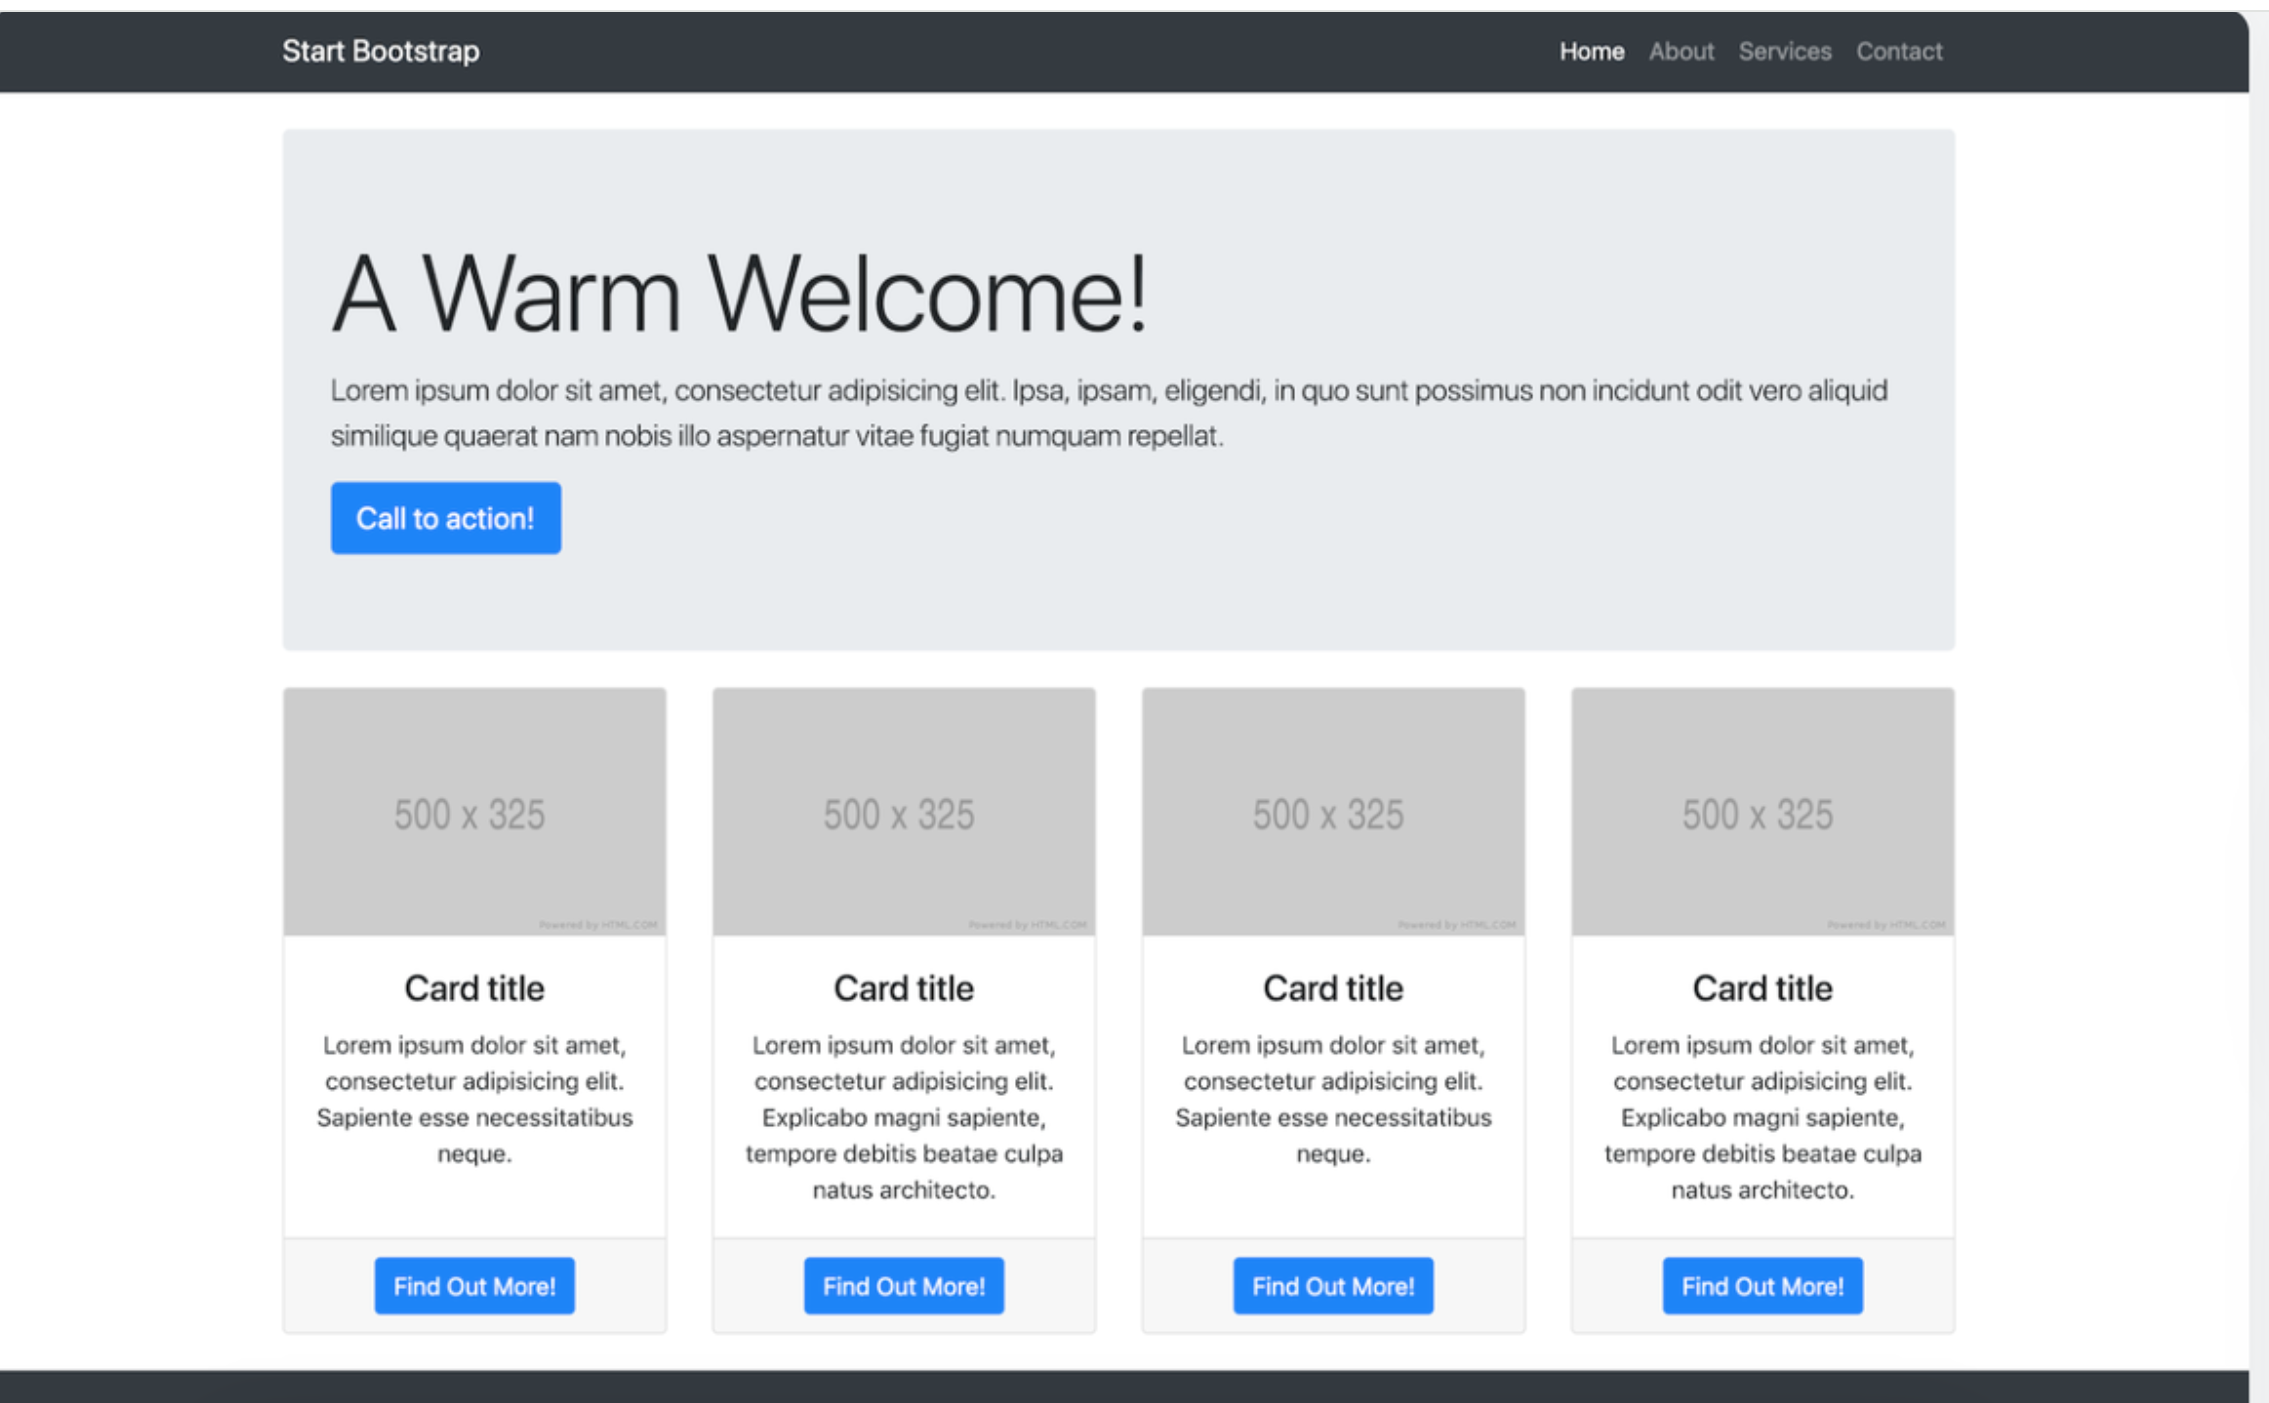 Start Bootstrap
Home About Services Contact
A Warm Welcome!
Lorem ipsum dolor sit amet, consectetur adipisicing elit. Ipsa, ipsam, eligendi, in quo sunt possimus non incidunt odit vero aliquid
similique quaerat nam nobis illo aspernatur vitae fugiat numquam repellat.
Call to action!
500 x 325
Powered by HTML.COM
Card title
Lorem ipsum dolor sit amet,
consectetur adipisicing elit.
Sapiente esse necessitatibus
neque.
Find Out More!
500 x 325
Powered by HTML.COM
Card title
Lorem ipsum dolor sit amet,
consectetur adipisicing elit.
Explicabo magni sapiente,
tempore debitis beatae culpa
natus architecto.
Find Out More!
500 x 325
Powered by HTML.COM
Card title
Lorem ipsum dolor sit amet,
consectetur adipisicing elit.
Sapiente esse necessitatibus
neque.
Find Out More!
500 x 325
Powered by HTML.COM
Card title
Lorem ipsum dolor sit amet,
consectetur adipisicing elit.
Explicabo magni sapiente,
tempore debitis beatae culpa
natus architecto.
Find Out More!